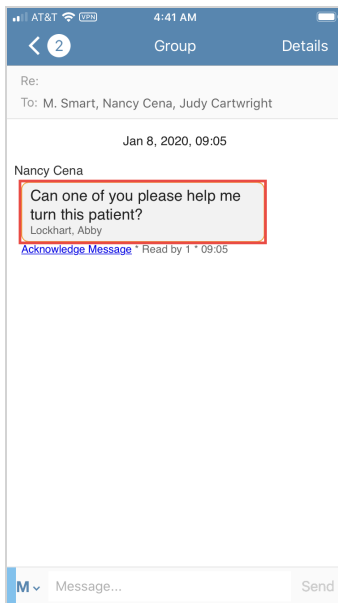 AT&T VPN 4:41 AM
2 Group Details
Re:
To: M. Smart, Nancy Cena, Judy Cartwright
Jan 8, 2020, 09:05
Nancy Cena
Can one of you please help me
turn this patient?
Lockhart, Abby
Acknowledge Message * Read by 1 * 09:05
M Message... Send